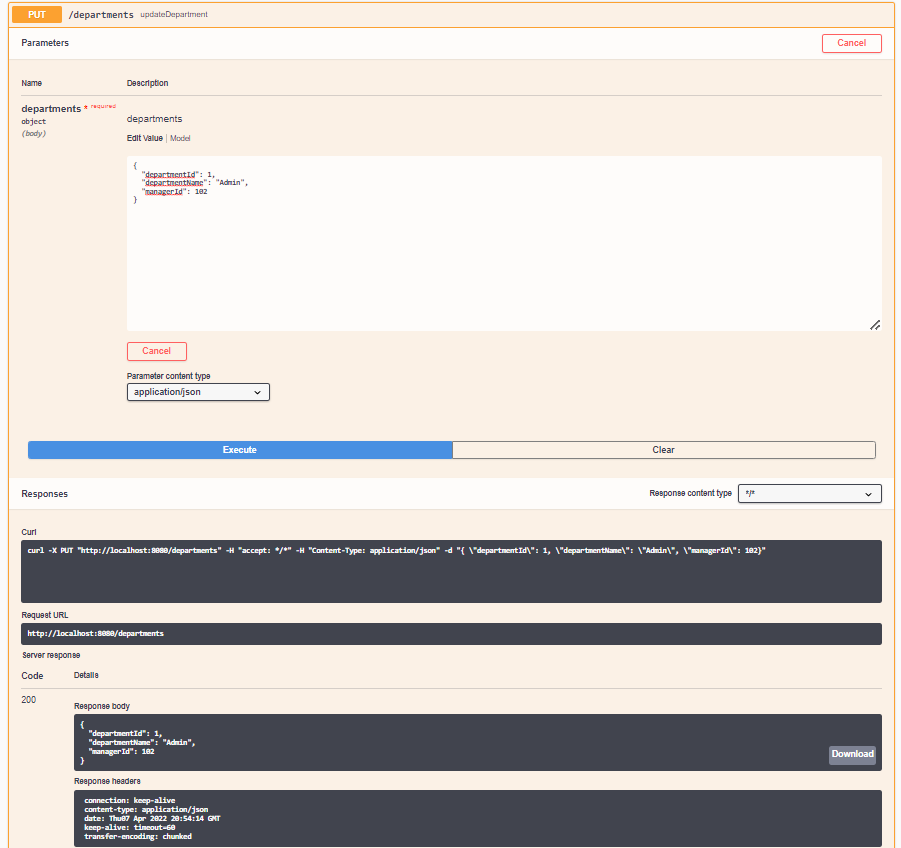 PUT /departments updateDepartment
Parameters Cancel
Name Description
departments * required
object
(body)
departments
Edit Value | Model
{
"departmentId": 1,
"departmentName": "Admin",
"managerId": 102
}
Cancel
Parameter content type
application/json
Execute Clear
Responses Response content type */*
Curl
curl -X PUT "http://localhost:8080/departments" -H "accept: */*" -H "Content-Type: application/json" -d "{ \"departmentId\": 1, \"departmentName\": \"Admin\", \"managerId\": 102}"
Request URL
http://localhost:8080/departments
Server response
Code Details
200
Response body
{
"departmentId": 1,
"departmentName": "Admin",
"managerId": 102
}
Download
Response headers
connection: keep-alive
content-type: application/json
date: Thu07 Apr 2022 20:54:14 GMT
keep-alive: timeout=60
transfer-encoding: chunked